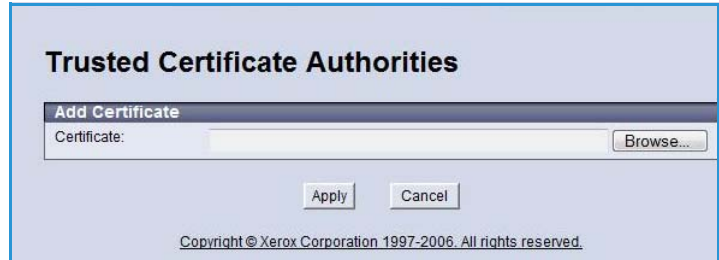 Trusted Certificate Authorities
Add Certificate
Certificate: Browse...
Apply Cancel
Copyright © Xerox Corporation 1997-2006. All rights reserved.